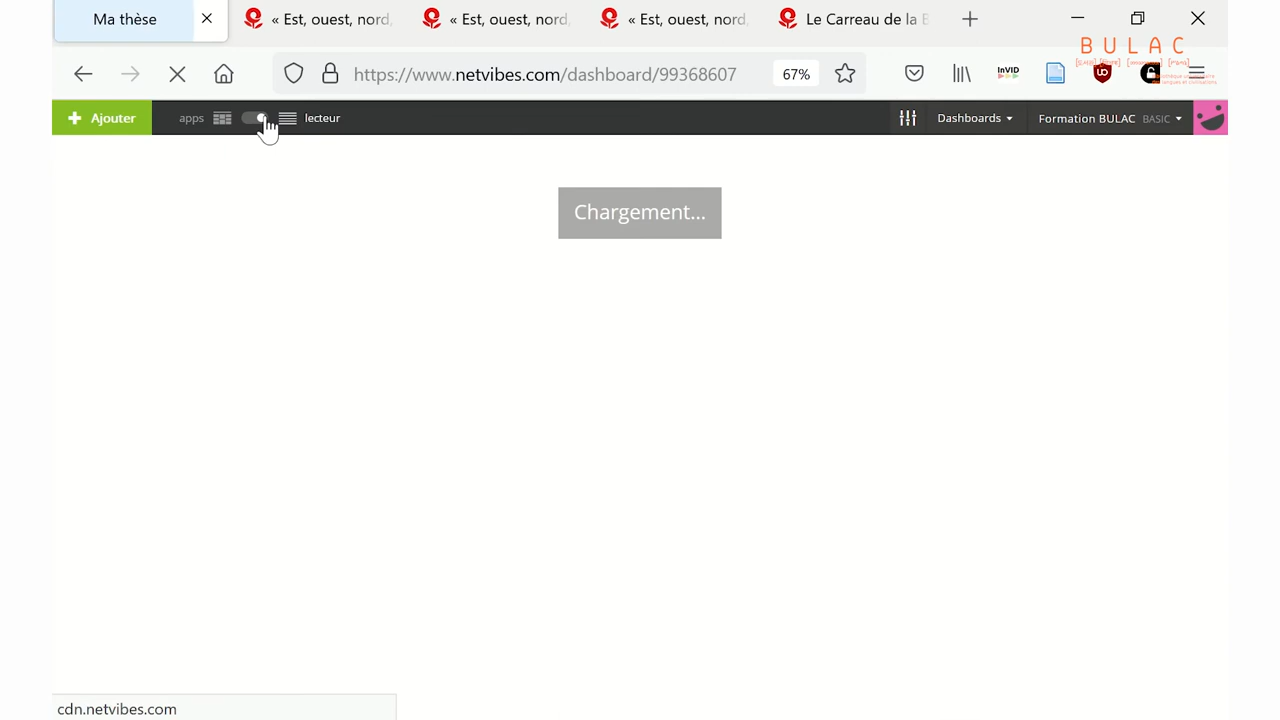 Ma thèse
« Est, ouest, nord,
« Est, ouest, nord,
« Est, ouest, nord,
Le Carreau de la B
BULAC
https://www.netvibes.com/dashboard/99368607
67%
InVID
Ajouter
apps
lecteur
Dashboards
Formation BULAC BASIC
Chargement...
cdn.netvibes.com